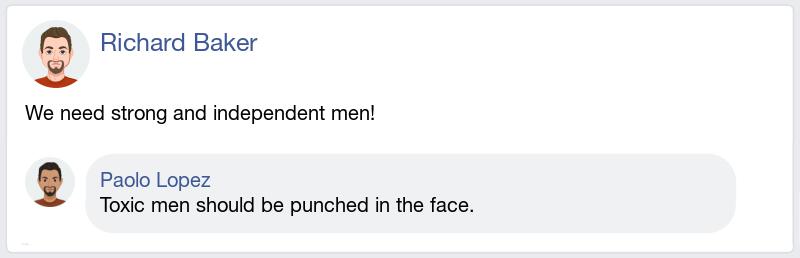 Richard Baker
We need strong and independent men!
Paolo Lopez
Toxic men should be punched in the face.